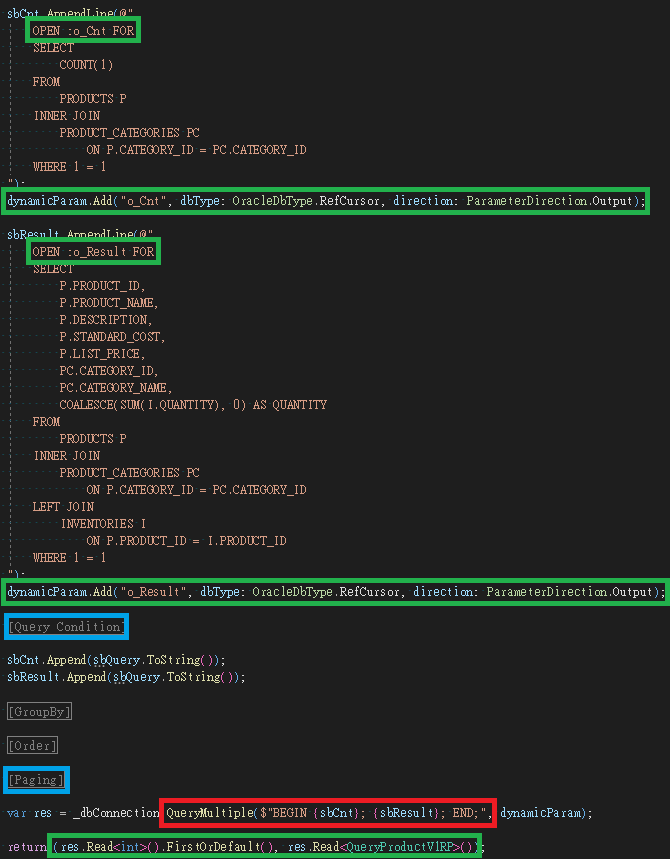 sbCnt.AppendLine(@"
OPEN :o_Cnt FOR
SELECT
COUNT(1)
FROM
PRODUCTS P
INNER JOIN
PRODUCT_CATEGORIES PC
ON P.CATEGORY_ID = PC.CATEGORY_ID
WHERE 1 = 1
");
dynamicParam.Add("o_Cnt", dbType: OracleDbType.RefCursor, direction: ParameterDirection.Output);
sbResult.AppendLine(@"
OPEN :o_Result FOR
SELECT
P.PRODUCT_ID,
P.PRODUCT_NAME,
P.DESCRIPTION,
P.STANDARD_COST,
P.LIST_PRICE,
PC.CATEGORY_ID,
PC.CATEGORY_NAME,
COALESCE(SUM(I.QUANTITY), 0) AS QUANTITY
FROM
PRODUCTS P
INNER JOIN
PRODUCT_CATEGORIES PC
ON P.CATEGORY_ID = PC.CATEGORY_ID
LEFT JOIN
INVENTORIES I
ON P.PRODUCT_ID = I.PRODUCT_ID
WHERE 1 = 1
");
dynamicParam.Add("o_Result", dbType: OracleDbType.RefCursor, direction: ParameterDirection.Output);
[Query Condition]
sbCnt.Append(sbQuery.ToString());
sbResult.Append(sbQuery.ToString());
[GroupBy]
[Order]
[Paging]
var res = _dbConnection.QueryMultiple($"BEGIN {sbCnt}; {sbResult}; END;", dynamicParam);
return (res.Read<int>().FirstOrDefault(), res.Read<QueryProductV1RP>());